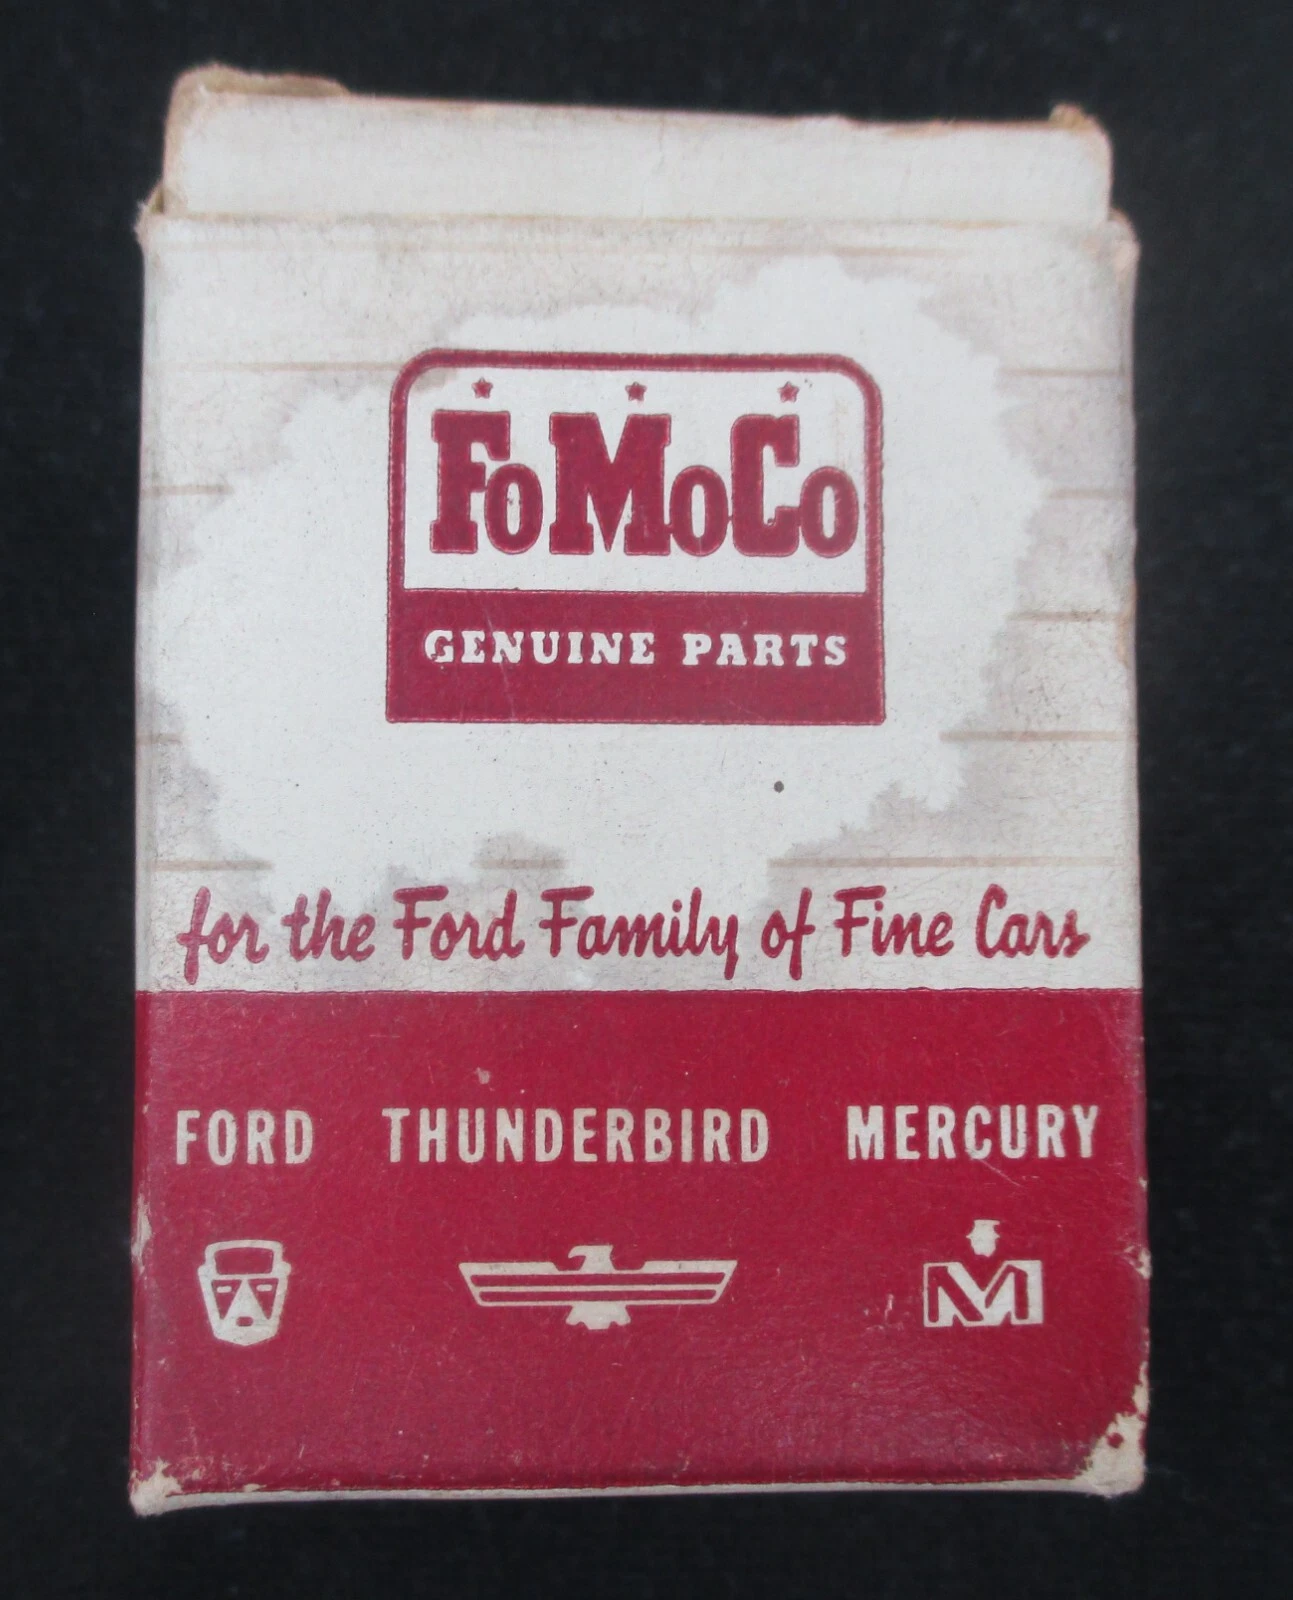 FoMoCo
GENUINE PARTS
for the Ford Family of Fine Cars
FORD THUNDERBIRD MERCURY
M